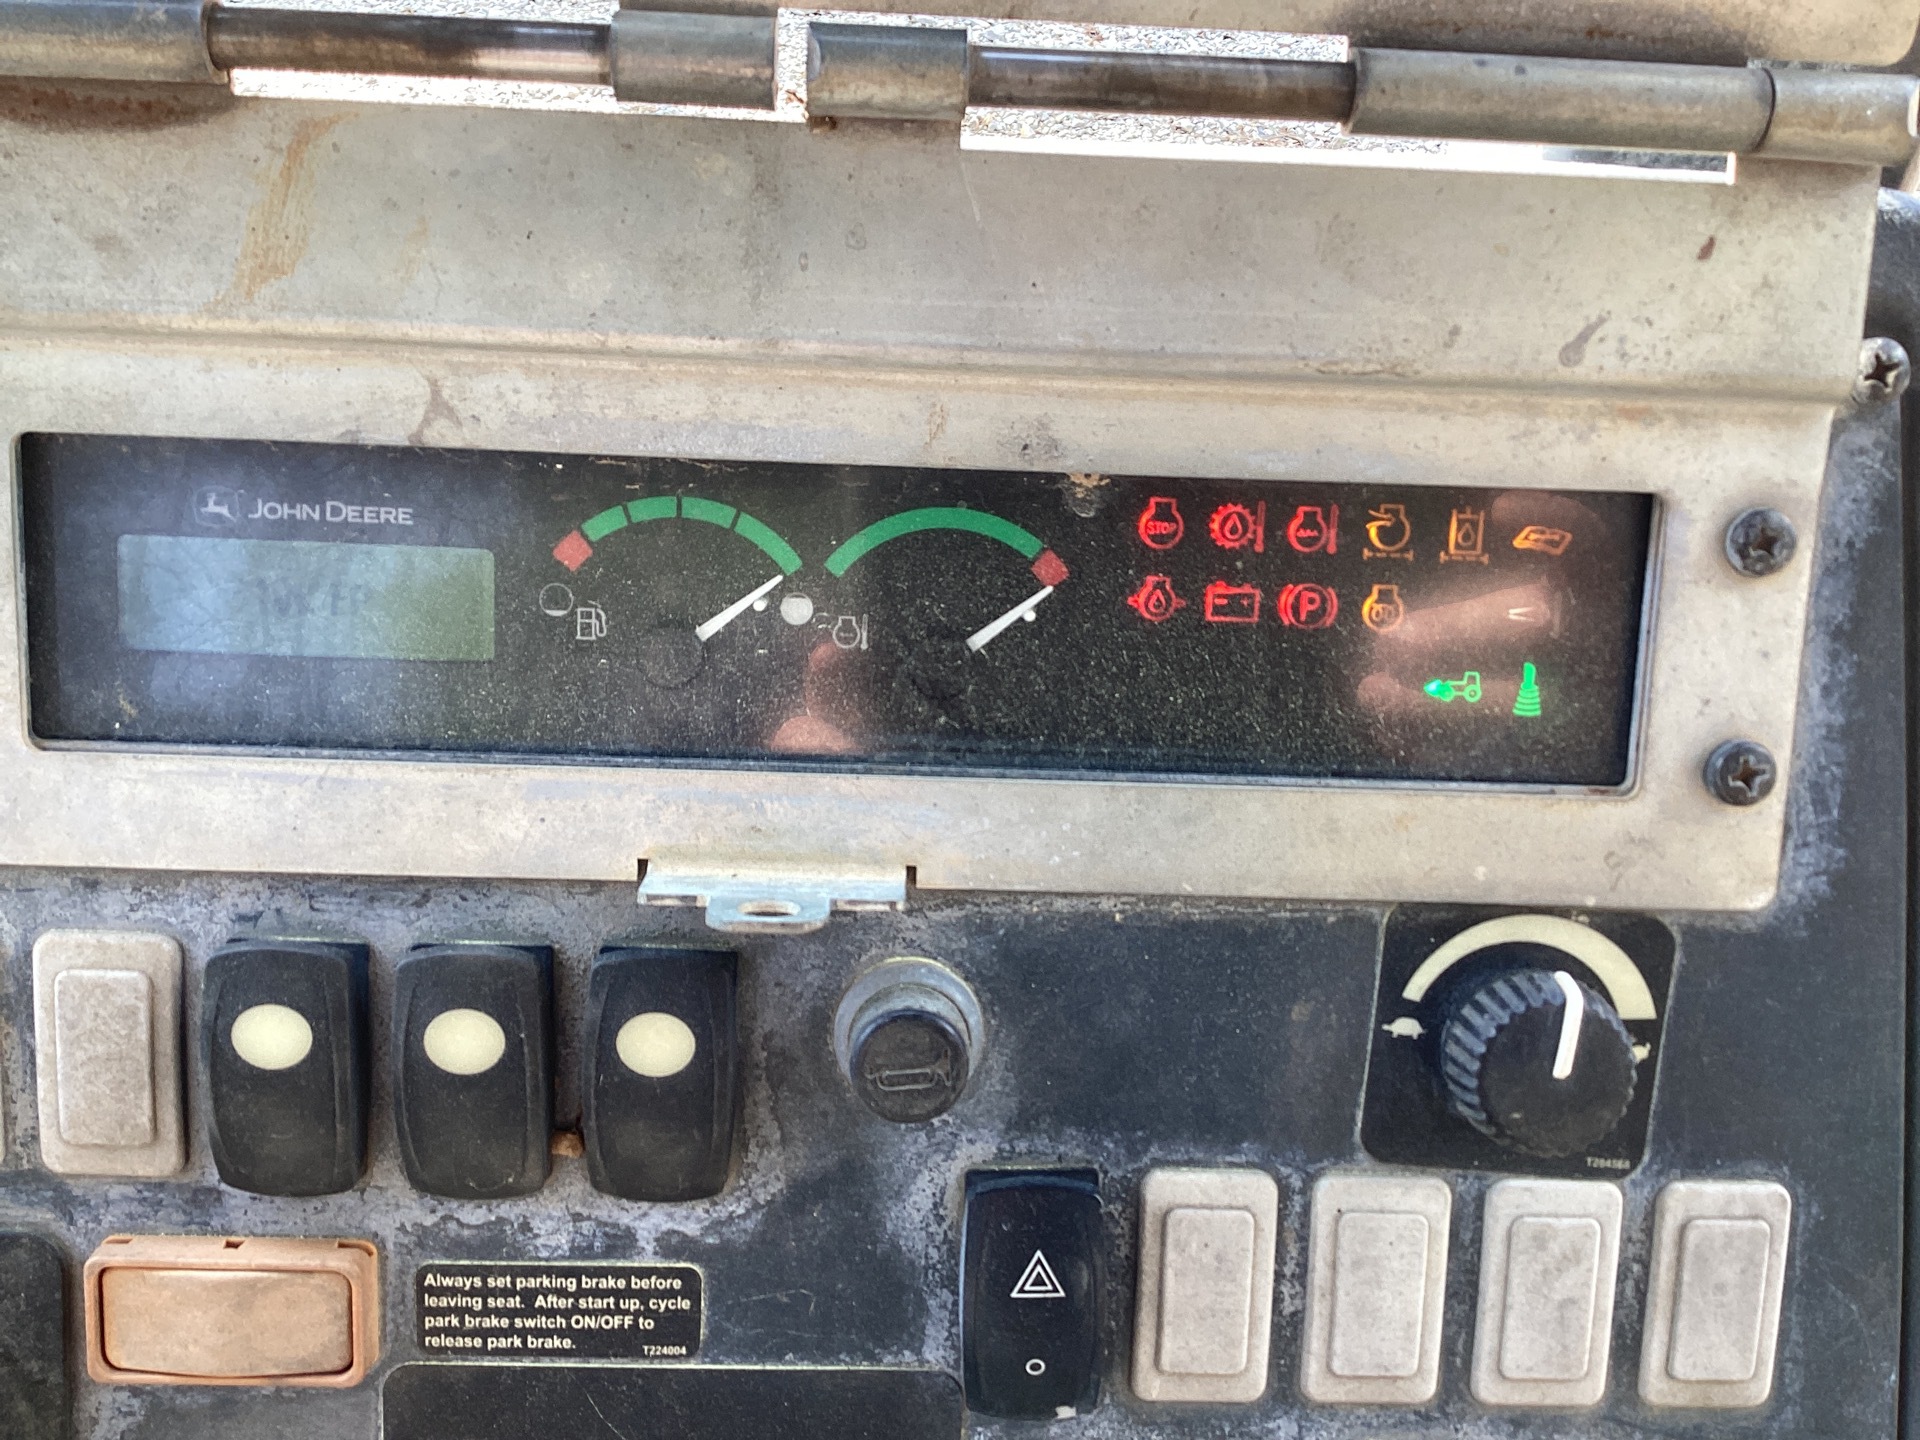 JOHN DEERE
STOP
P
Always set parking brake before
leaving seat. After start up, cycle
park brake switch ON/OFF to
release park brake.
T224004